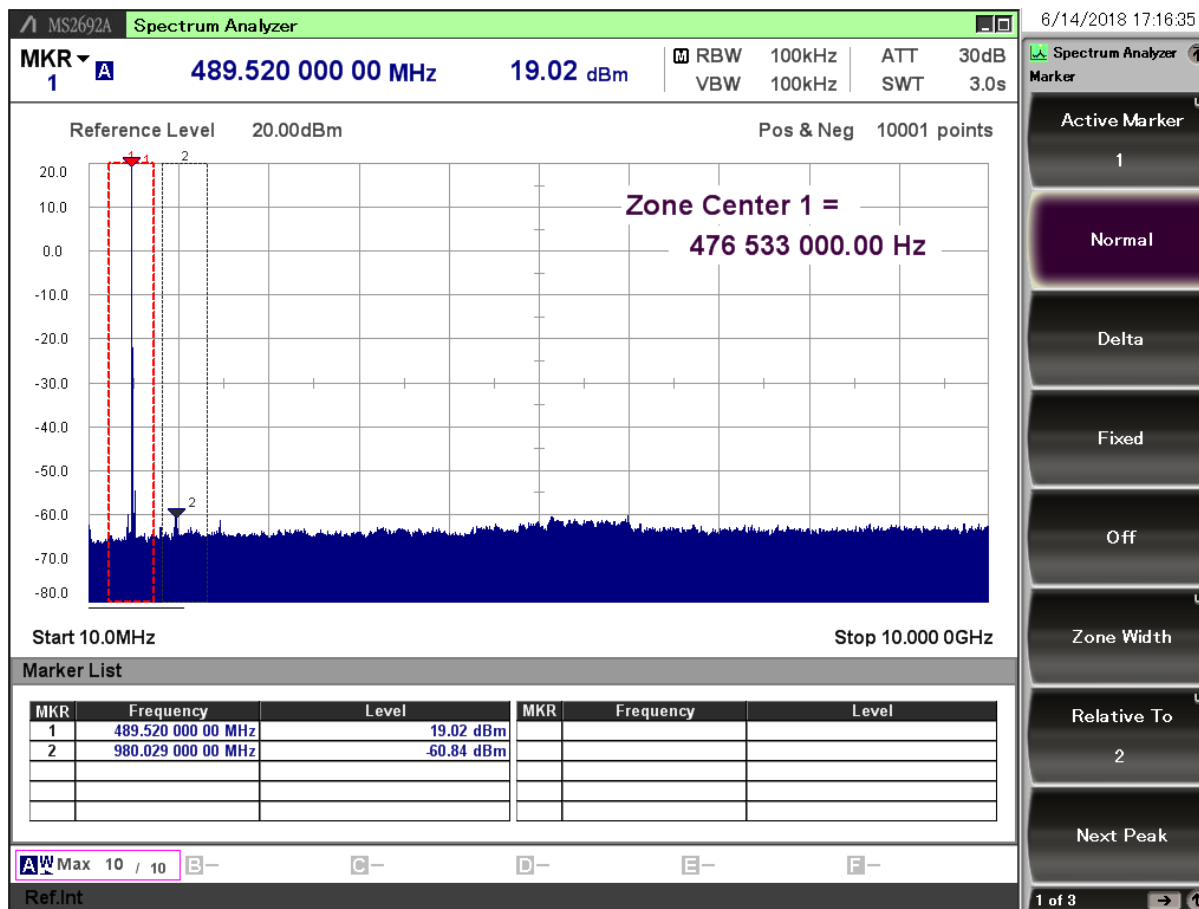 MS2692A Spectrum Analyzer
6/14/2018 17:16:35
MKR 1 A 489.520 000 00 MHz 19.02 dBm
M RBW 100kHz ATT 30dB
VBW 100kHz SWT 3.0s
Spectrum Analyzer
Marker
Reference Level 20.00dBm Pos & Neg 10001 points
1 1 2
20.0
10.0
0.0
-10.0
-20.0
-30.0
-40.0
-50.0
-60.0
-70.0
-80.0
Zone Center 1 =
476 533 000.00 Hz
2
Start 10.0MHz Stop 10.000 0GHz
Marker List
MKR Frequency Level MKR Frequency Level
1 489.520 000 00 MHz 19.02 dBm
2 980.029 000 00 MHz -60.84 dBm
A W Max 10 / 10 B- C- D- E- F-
Ref.Int
Active Marker
1
Normal
Delta
Fixed
Off
Zone Width
Relative To
2
Next Peak
1 of 3